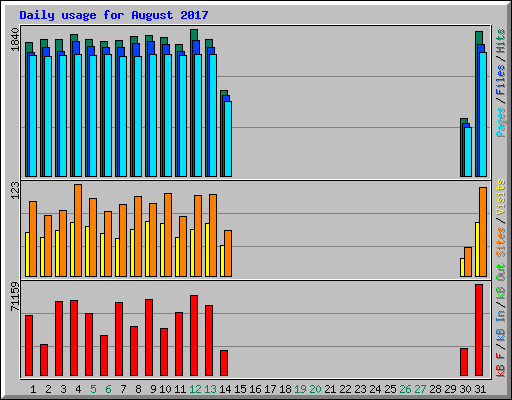 Daily usage for August 2017
1840
Pages / Files / Hits
123
Sites / Visits
71159
kB F / kB In / kB Out
1 2 3 4 5 6 7 8 9 10 11 12 13 14 15 16 17 18 19 20 21 22 23 24 25 26 27 28 29 30 31